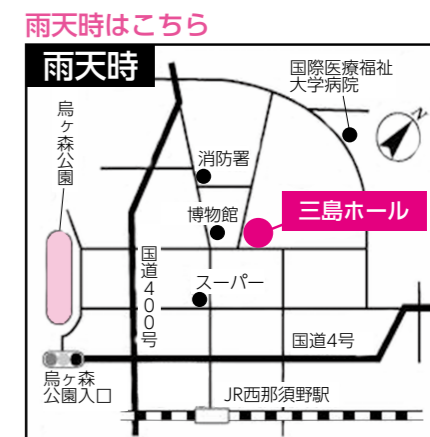 雨天時はこちら
雨天時
国際医療福祉
大学病院
烏ヶ森公園
消防署
博物館
三島ホール
国道400号
スーパー
国道4号
烏ヶ森
公園入口
JR西那須野駅
N